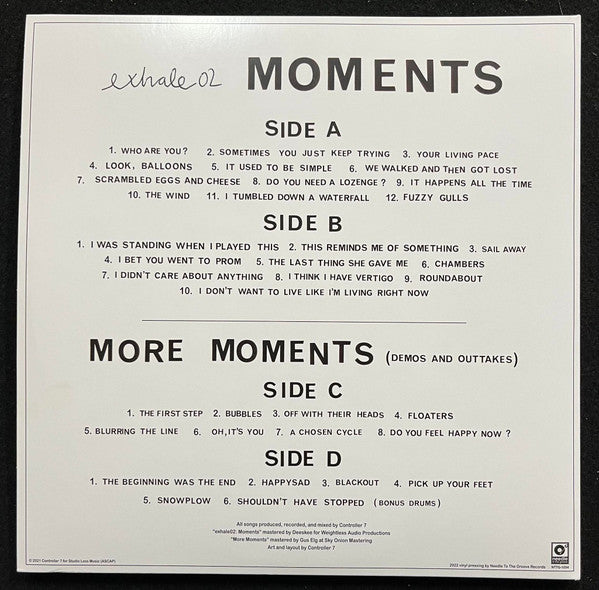 exhale02 MOMENTS
SIDE A
1. WHO ARE YOU? 2. SOMETIMES YOU JUST KEEP TRYING 3. YOUR LIVING PACE
4. LOOK, BALLOONS 5. IT USED TO BE SIMPLE 6. WE WALKED AND THEN GOT LOST
7. SCRAMBLED EGGS AND CHEESE 8. DO YOU NEED A LOZENGE ? 9. IT HAPPENS ALL THE TIME
10. THE WIND 11. I TUMBLED DOWN A WATERFALL 12. FUZZY GULLS
SIDE B
1. I WAS STANDING WHEN I PLAYED THIS 2. THIS REMINDS ME OF SOMETHING 3. SAIL AWAY
4. I BET YOU WENT TO PROM 5. THE LAST THING SHE GAVE ME 6. CHAMBERS
7. I DIDN'T CARE ABOUT ANYTHING 8. I THINK I HAVE VERTIGO 9. ROUNDABOUT
10. I DON'T WANT TO LIVE LIKE I'M LIVING RIGHT NOW
MORE MOMENTS (DEMOS AND OUTTAKES)
SIDE C
1. THE FIRST STEP 2. BUBBLES 3. OFF WITH THEIR HEADS 4. FLOATERS
5. BLURRING THE LINE 6. OH, IT'S YOU 7. A CHOSEN CYCLE 8. DO YOU FEEL HAPPY NOW ?
SIDE D
1. THE BEGINNING WAS THE END 2. HAPPYSAD 3. BLACKOUT 4. PICK UP YOUR FEET
5. SNOWPLOW 6. SHOULDN'T HAVE STOPPED (BONUS DRUMS)
All songs produced, recorded, and mixed by Controller 7
"exhale02: Moments" mastered by Deeskee for Weightless Audio Productions
"More Moments" mastered by Gus Elg at Sky Onion Mastering
Art and layout by Controller 7
© 2021 Controller 7 for Studio Less Music (ASCAP)
2022 vinyl pressing by Needle To The Groove Records